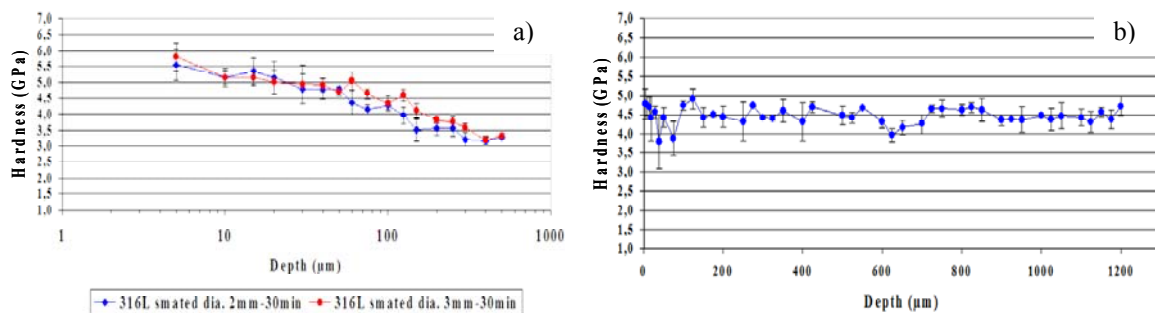 a)
7,0
6,5
6,0
5,5
5,0
4,5
4,0
3,5
3,0
2,5
2,0
1,5
1,0
Hardness (GPa)
1 10 100 1000
Depth (µm)
316L smated dia. 2mm-30min 316L smated dia. 3mm-30min
b)
7,0
6,5
6,0
5,5
5,0
4,5
4,0
3,5
3,0
2,5
2,0
1,5
1,0
Hardness (GPa)
0 200 400 600 800 1000 1200
Depth (µm)